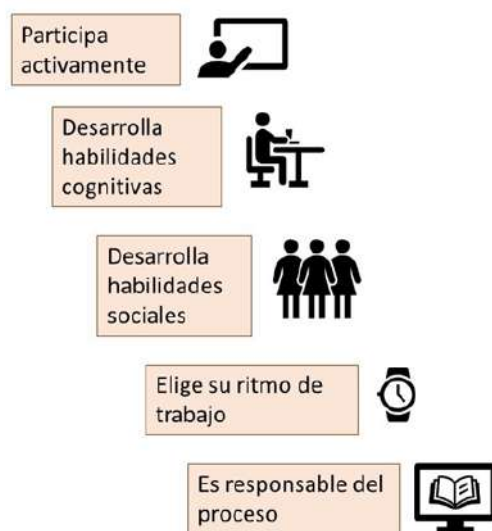 Participa
activamente
Desarrolla
habilidades
cognitivas
Desarrolla
habilidades
sociales
Elige su ritmo de
trabajo
Es responsable del
proceso